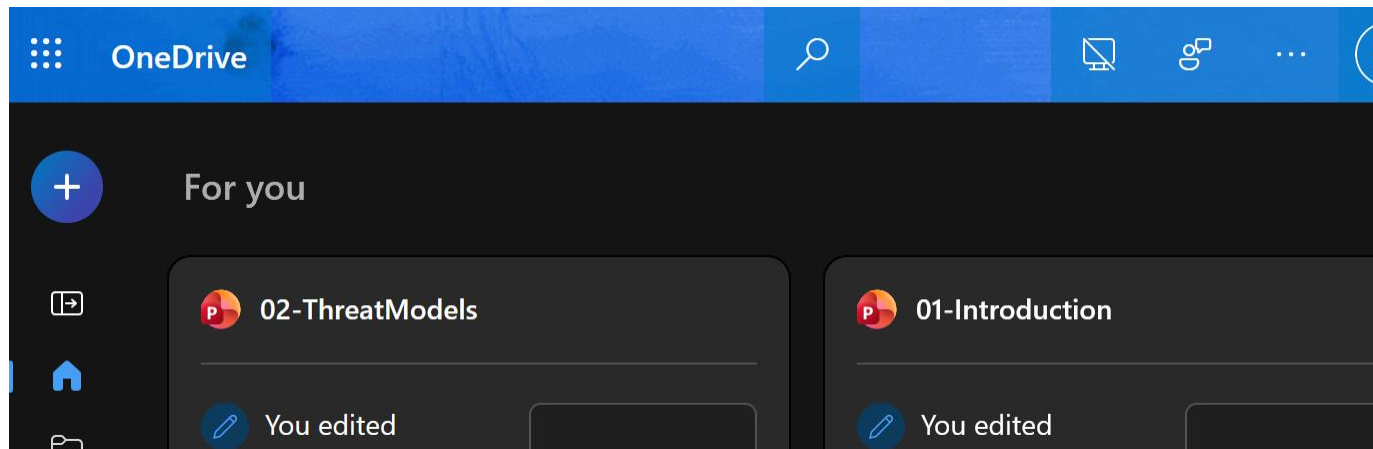 OneDrive
For you
P 02-ThreatModels
P 01-Introduction
You edited
You edited